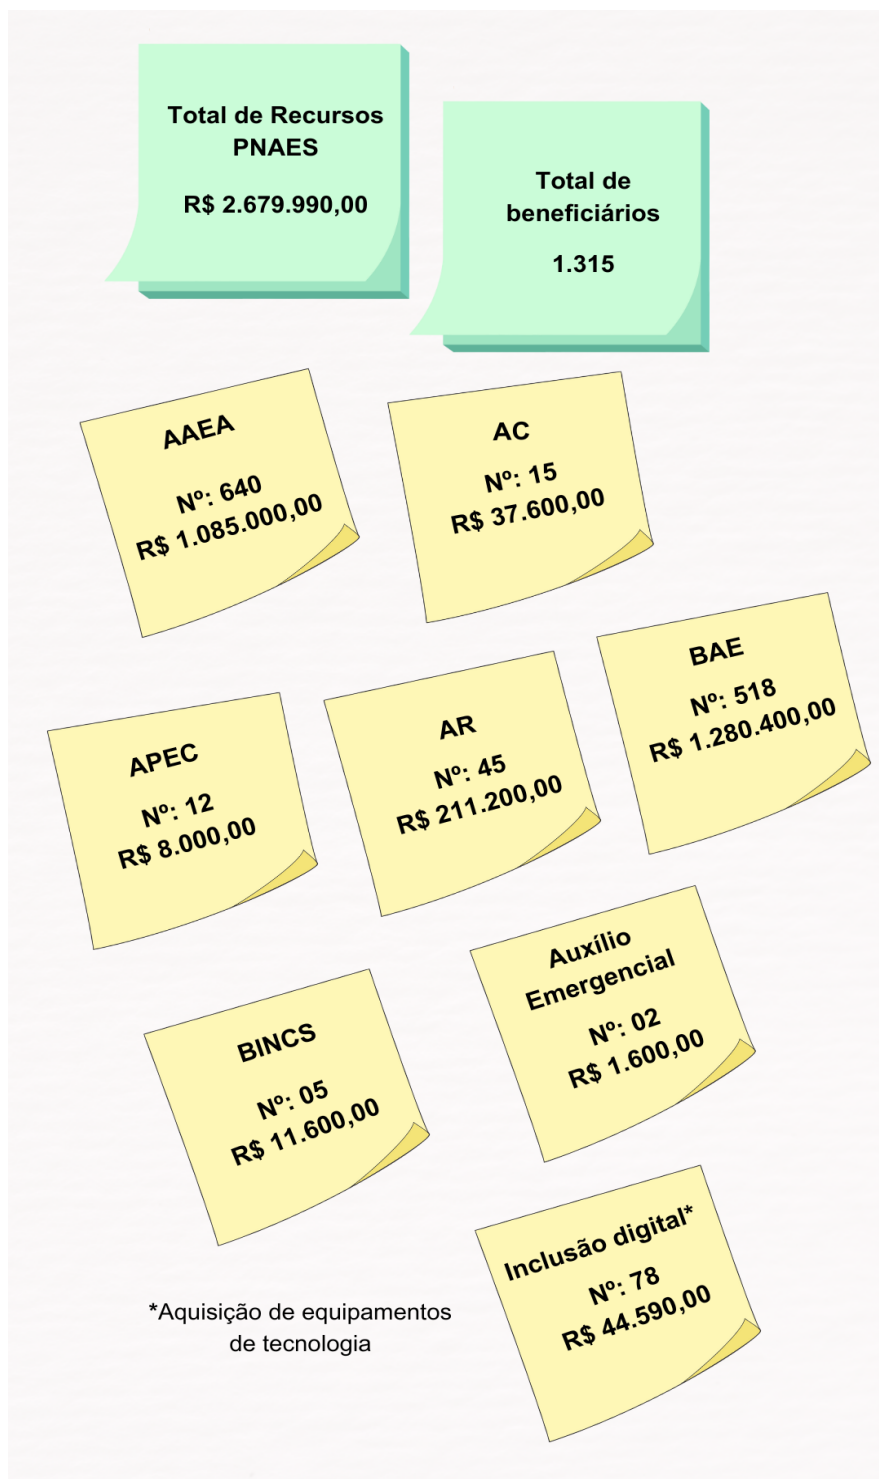 Total de Recursos
PNAES
R$ 2.679.990,00
Total de
beneficiários
1.315
AAEA
Nº: 640
R$ 1.085.000,00
AC
Nº: 15
R$ 37.600,00
BAE
Nº: 518
R$ 1.280.400,00
APEC
Nº: 12
R$ 8.000,00
AR
Nº: 45
R$ 211.200,00
Auxílio
Emergencial
Nº: 02
R$ 1.600,00
BINCS
Nº: 05
R$ 11.600,00
Inclusão digital*
Nº: 78
R$ 44.590,00
*Aquisição de equipamentos
de tecnologia